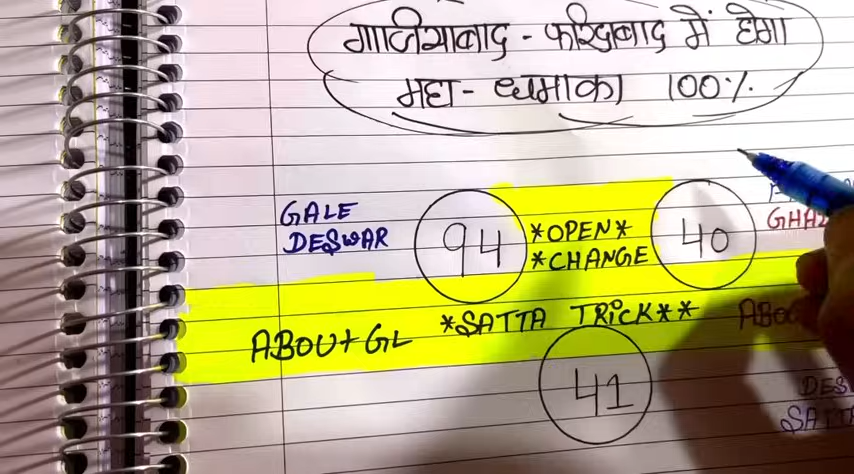 गाजियाबाद - फरिदाबाद में होगा
महा - धमाका 100%.
GALE
DESWAR
94
*OPEN*
*CHANGE
40
ABOUT GL
*SATTA TRICK**
41